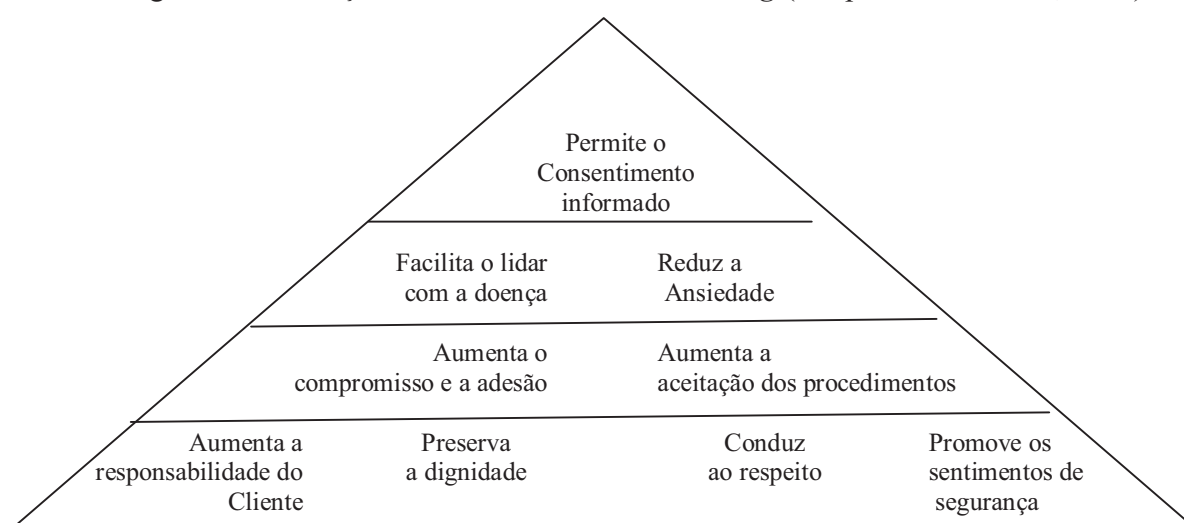 Permite o
Consentimento
informado
Facilita o lidar
com a doença
Reduz a
Ansiedade
Aumenta o
compromisso e a adesão
Aumenta a
aceitação dos procedimentos
Aumenta a
responsabilidade do
Cliente
Preserva
a dignidade
Conduz
ao respeito
Promove os
sentimentos de
segurança